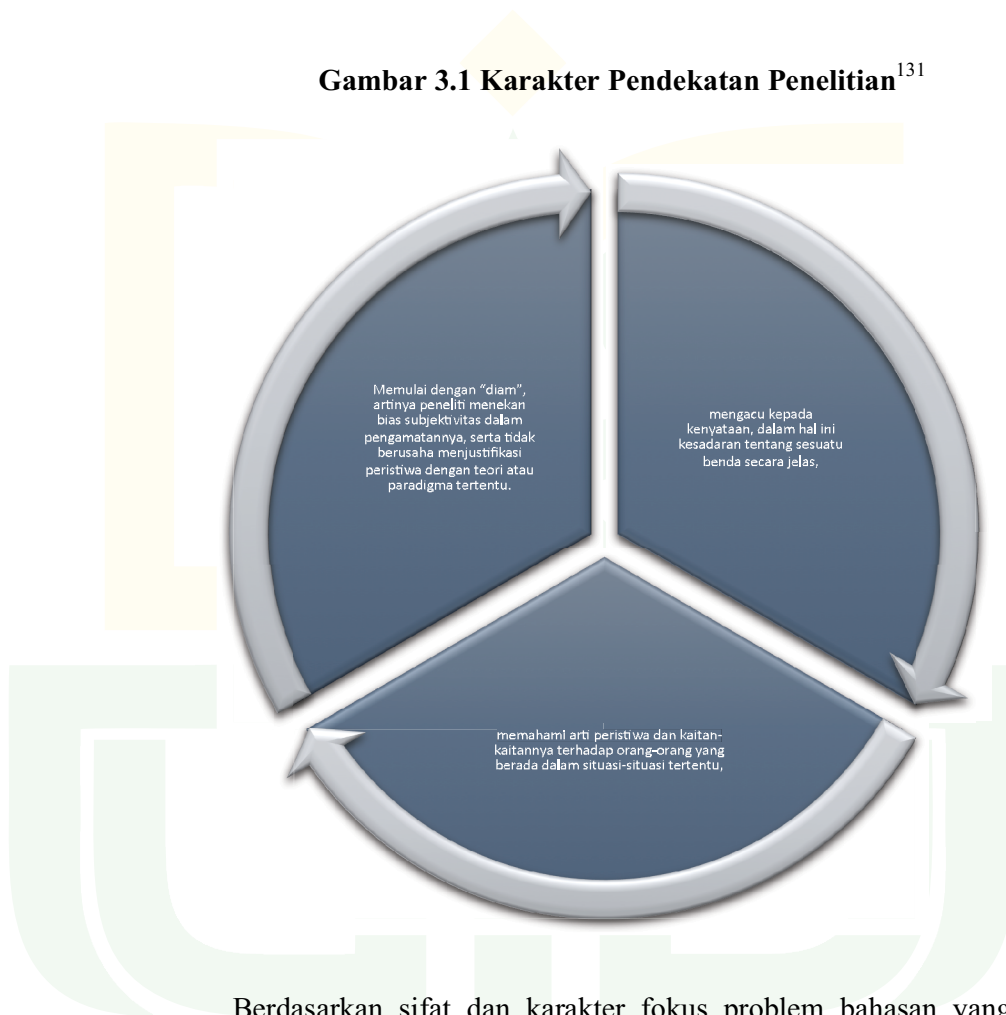 Gambar 3.1 Karakter Pendekatan Penelitian131
Memulai dengan “diam”,
artinya peneliti menekan
bias subjektivitas dalam
pengamatannya, serta tidak
berusaha menjustifikasi
peristiwa dengan teori atau
paradigma tertentu.
mengacu kepada
kenyataan, dalam hal ini
kesadaran tentang sesuatu
benda secara jelas,
memahami arti peristiwa dan kaitan-
kaitannya terhadap orang-orang yang
berada dalam situasi-situasi tertentu,
Berdasarkan sifat dan karakter fokus problem bahasan yang